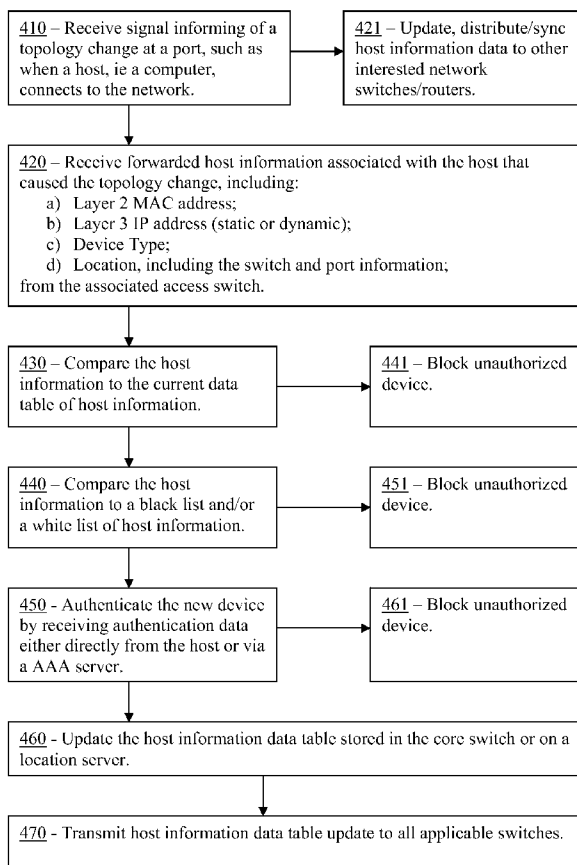 410 – Receive signal informing of a
topology change at a port, such as
when a host, ie a computer,
connects to the network.
421 – Update, distribute/sync
host information data to other
interested network
switches/routers.
420 – Receive forwarded host information associated with the host that
caused the topology change, including:
a) Layer 2 MAC address;
b) Layer 3 IP address (static or dynamic);
c) Device Type;
d) Location, including the switch and port information;
from the associated access switch.
430 – Compare the host
information to the current data
table of host information.
441 – Block unauthorized
device.
440 – Compare the host
information to a black list and/or
a white list of host information.
451 – Block unauthorized
device.
450 - Authenticate the new device
by receiving authentication data
either directly from the host or via
a AAA server.
461 – Block unauthorized
device.
460 - Update the host information data table stored in the core switch or on a
location server.
470 - Transmit host information data table update to all applicable switches.